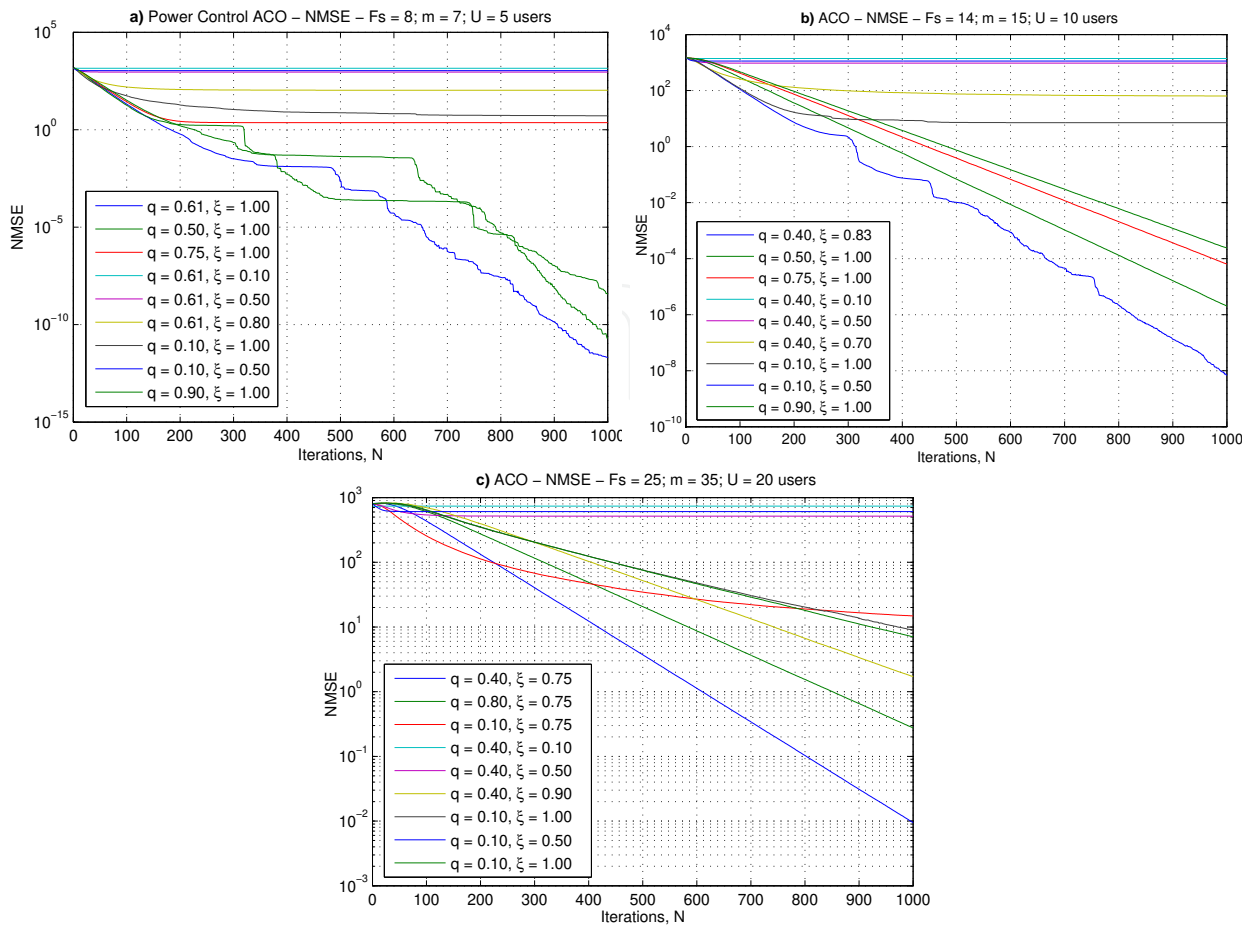 a) Power Control ACO − NMSE − Fs = 8; m = 7; U = 5 users
10^5
10^0
10^−5
10^−10
10^−15
NMSE
q = 0.61, ξ = 1.00
q = 0.50, ξ = 1.00
q = 0.75, ξ = 1.00
q = 0.61, ξ = 0.10
q = 0.61, ξ = 0.50
q = 0.61, ξ = 0.80
q = 0.10, ξ = 1.00
q = 0.10, ξ = 0.50
q = 0.90, ξ = 1.00
0 100 200 300 400 500 600 700 800 900 1000
Iterations, N
b) ACO − NMSE − Fs = 14; m = 15; U = 10 users
10^4
10^2
10^0
10^−2
10^−4
10^−6
10^−8
10^−10
NMSE
q = 0.40, ξ = 0.83
q = 0.50, ξ = 1.00
q = 0.75, ξ = 1.00
q = 0.40, ξ = 0.10
q = 0.40, ξ = 0.50
q = 0.40, ξ = 0.70
q = 0.10, ξ = 1.00
q = 0.10, ξ = 0.50
q = 0.90, ξ = 1.00
0 100 200 300 400 500 600 700 800 900 1000
Iterations, N
c) ACO − NMSE − Fs = 25; m = 35; U = 20 users
10^3
10^2
10^1
10^0
10^−1
10^−2
10^−3
NMSE
q = 0.40, ξ = 0.75
q = 0.80, ξ = 0.75
q = 0.10, ξ = 0.75
q = 0.40, ξ = 0.10
q = 0.40, ξ = 0.50
q = 0.40, ξ = 0.90
q = 0.10, ξ = 1.00
q = 0.10, ξ = 0.50
q = 0.10, ξ = 1.00
0 100 200 300 400 500 600 700 800 900 1000
Iterations, N